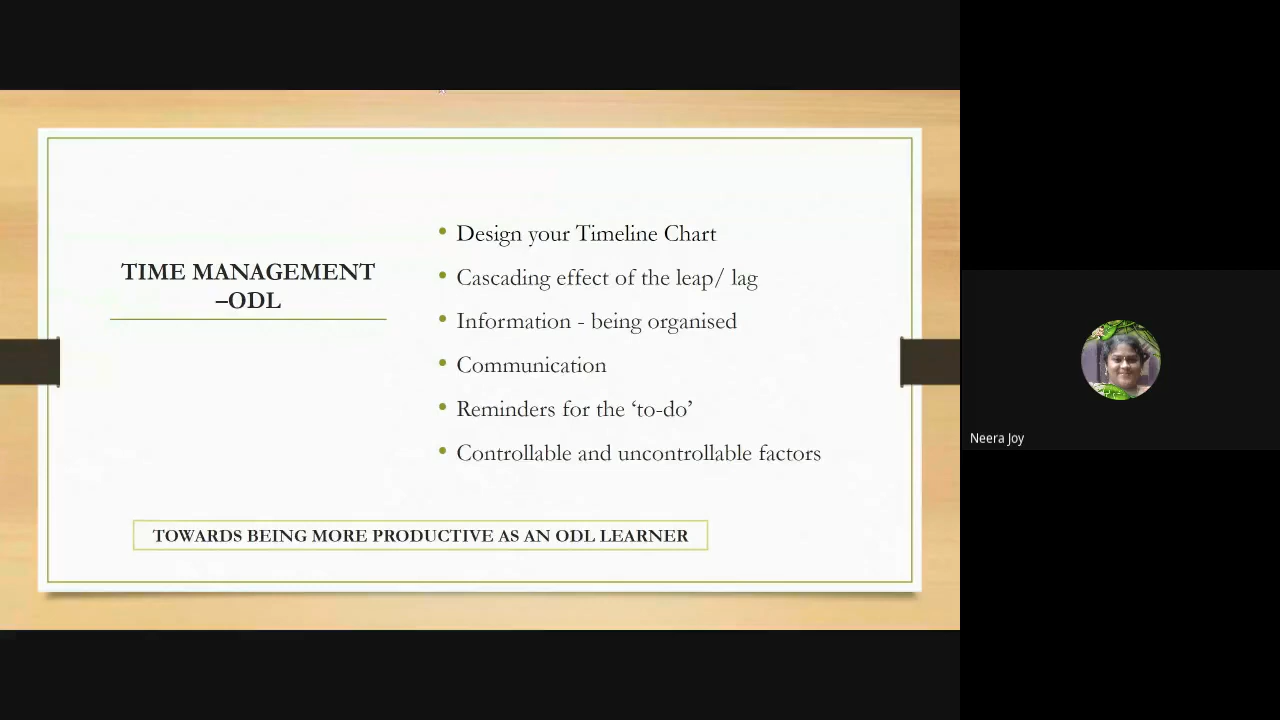 TIME MANAGEMENT
–ODL
• Design your Timeline Chart
• Cascading effect of the leap/ lag
• Information - being organised
• Communication
• Reminders for the ‘to-do’
• Controllable and uncontrollable factors
TOWARDS BEING MORE PRODUCTIVE AS AN ODL LEARNER
Neera Joy